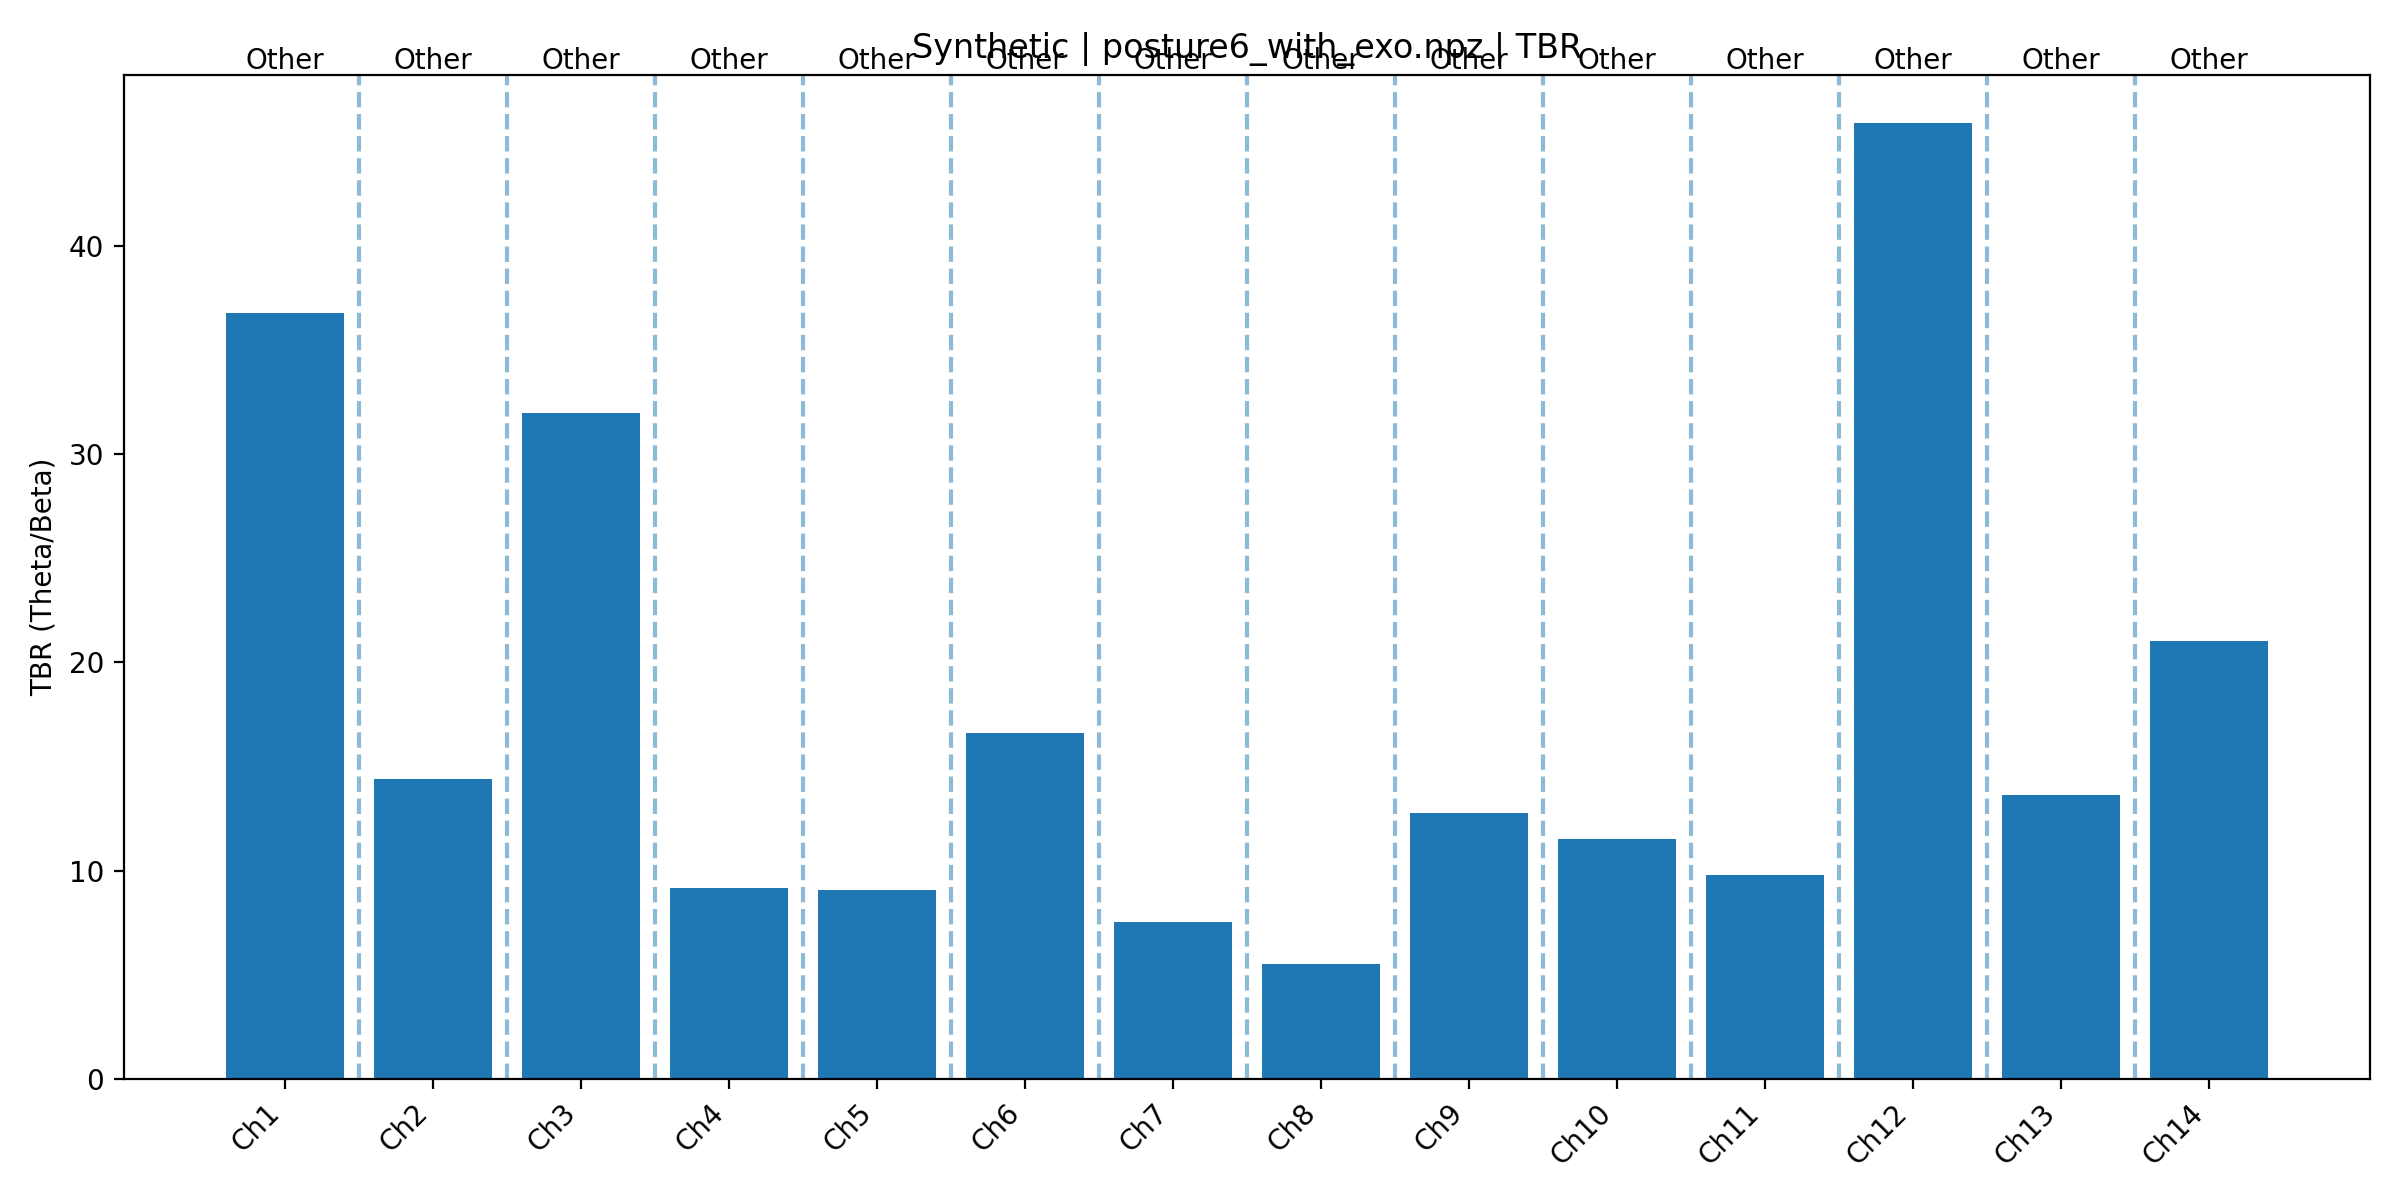 Synthetic | posture6_with_exo.npz | TBR
Other Other Other Other Other Other Other Other Other Other Other Other Other Other
40
30
20
10
0
TBR (Theta/Beta)
Ch1 Ch2 Ch3 Ch4 Ch5 Ch6 Ch7 Ch8 Ch9 Ch10 Ch11 Ch12 Ch13 Ch14